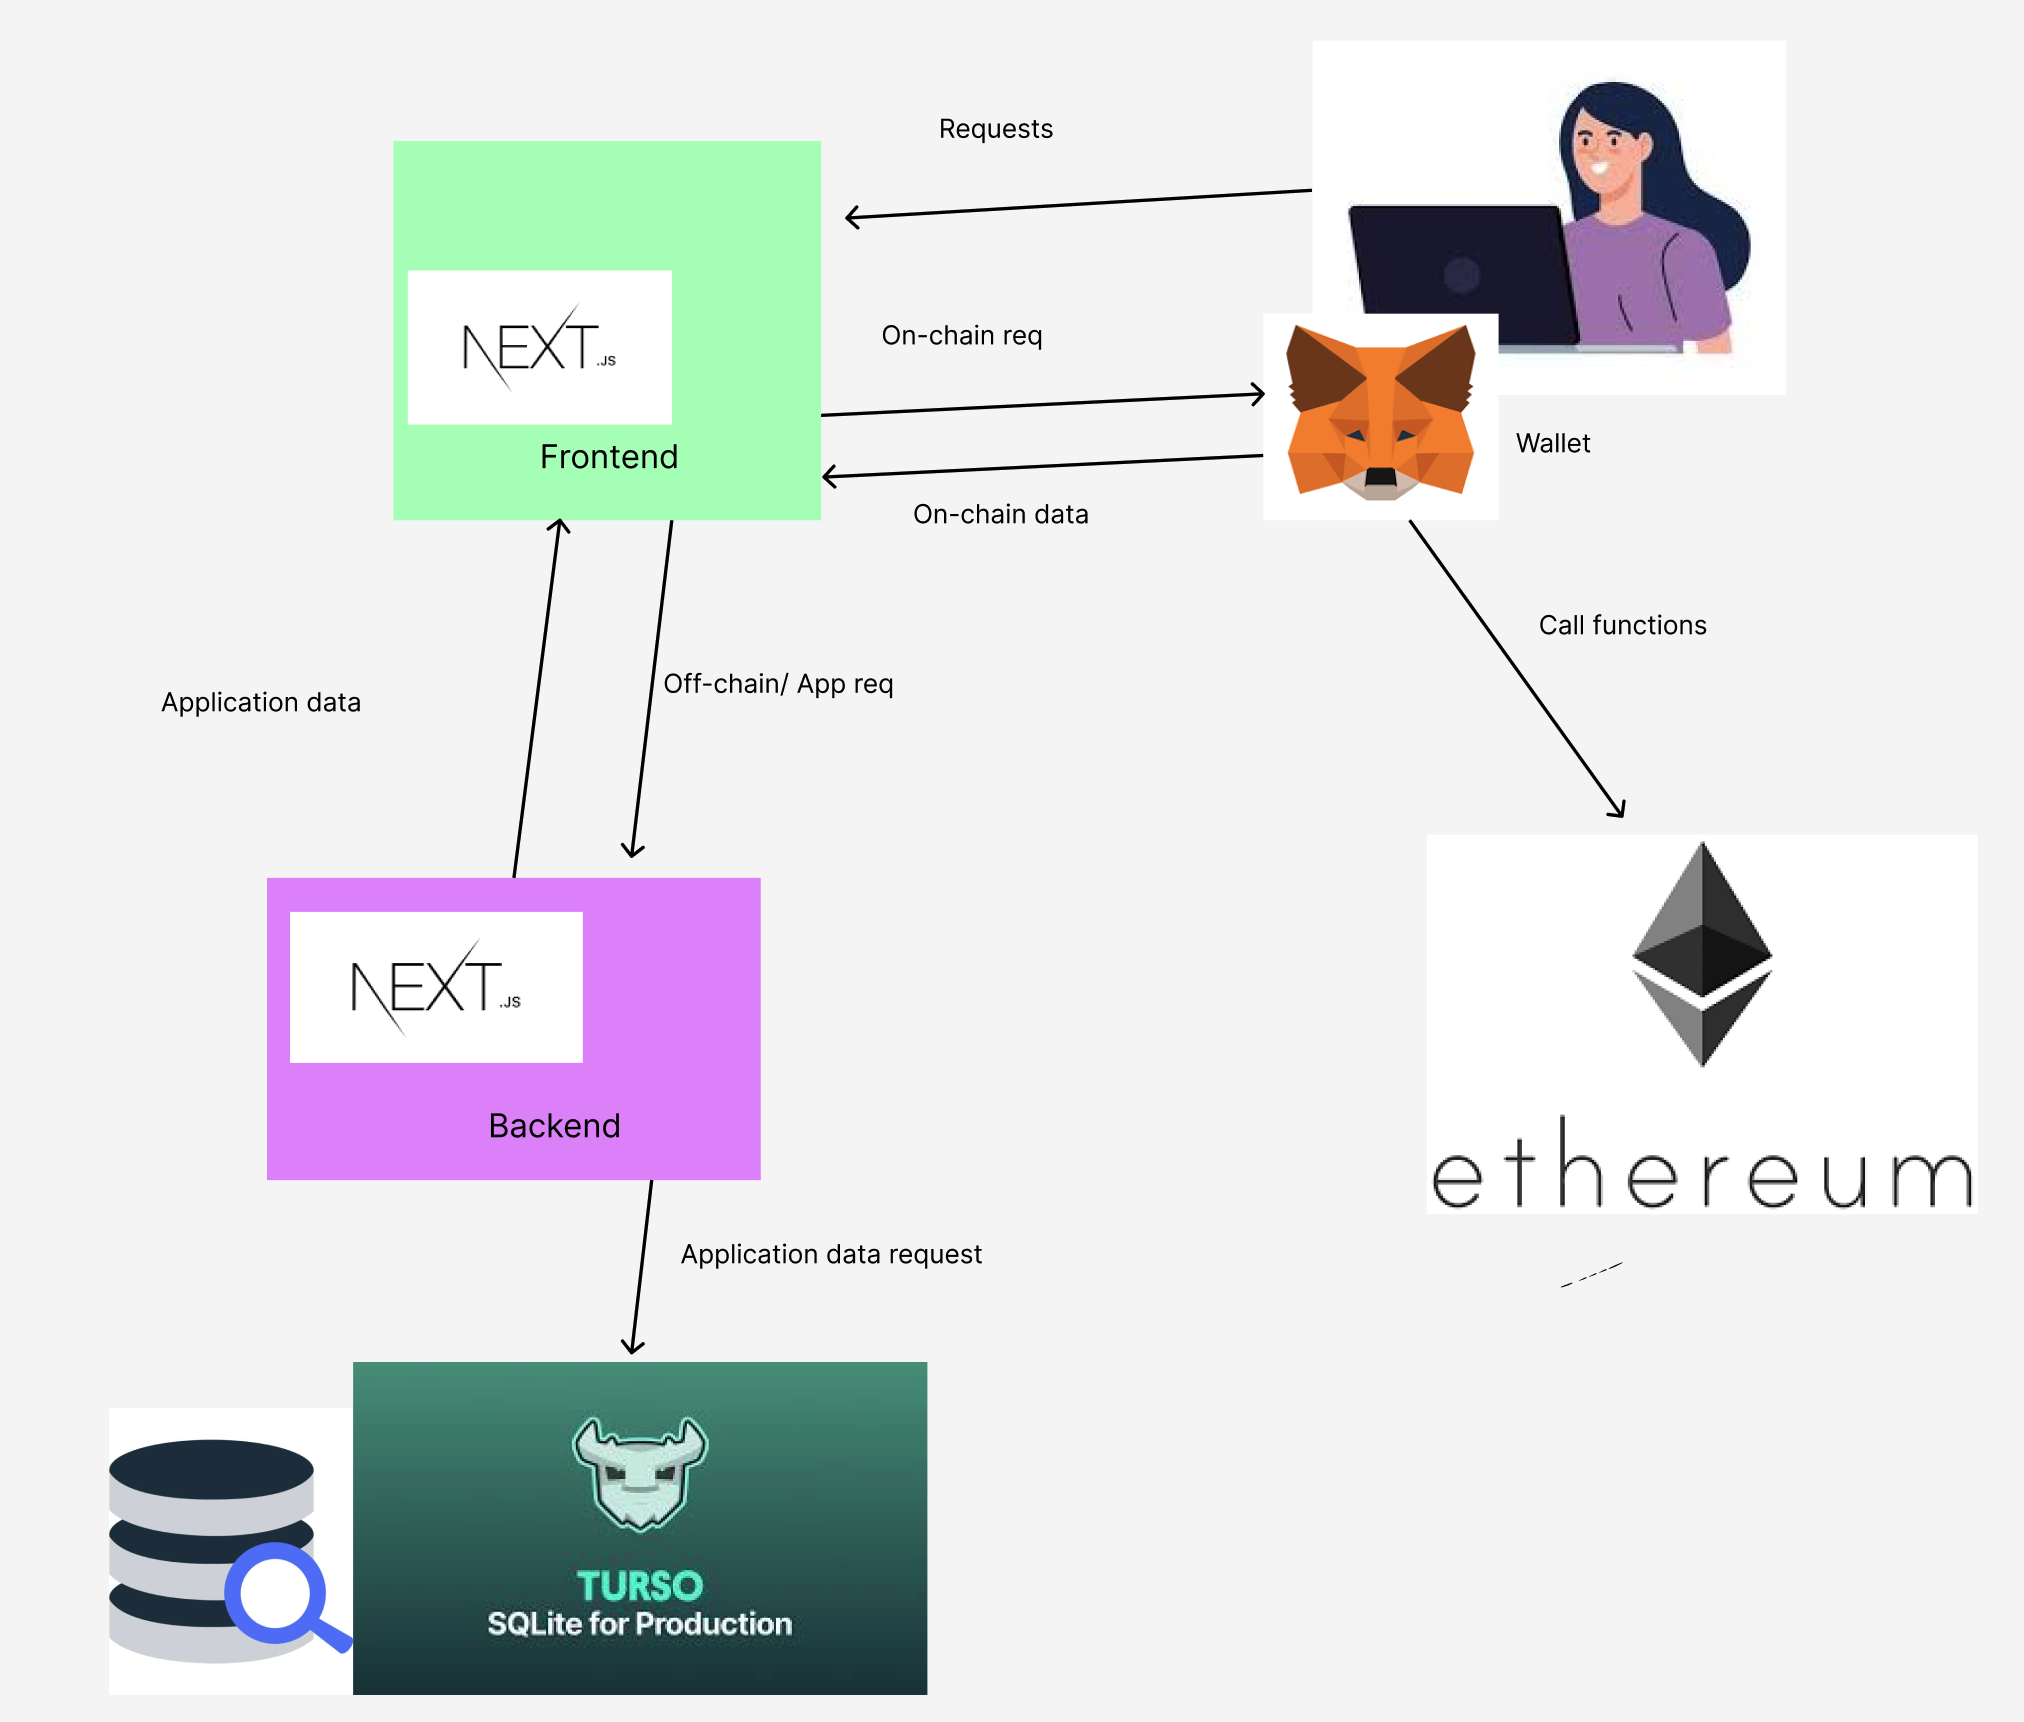 Requests
NEXT.JS
Frontend
On-chain req
On-chain data
Wallet
Call functions
Application data
Off-chain/ App req
NEXT.JS
Backend
ethereum
Application data request
TURSO
SQLite for Production